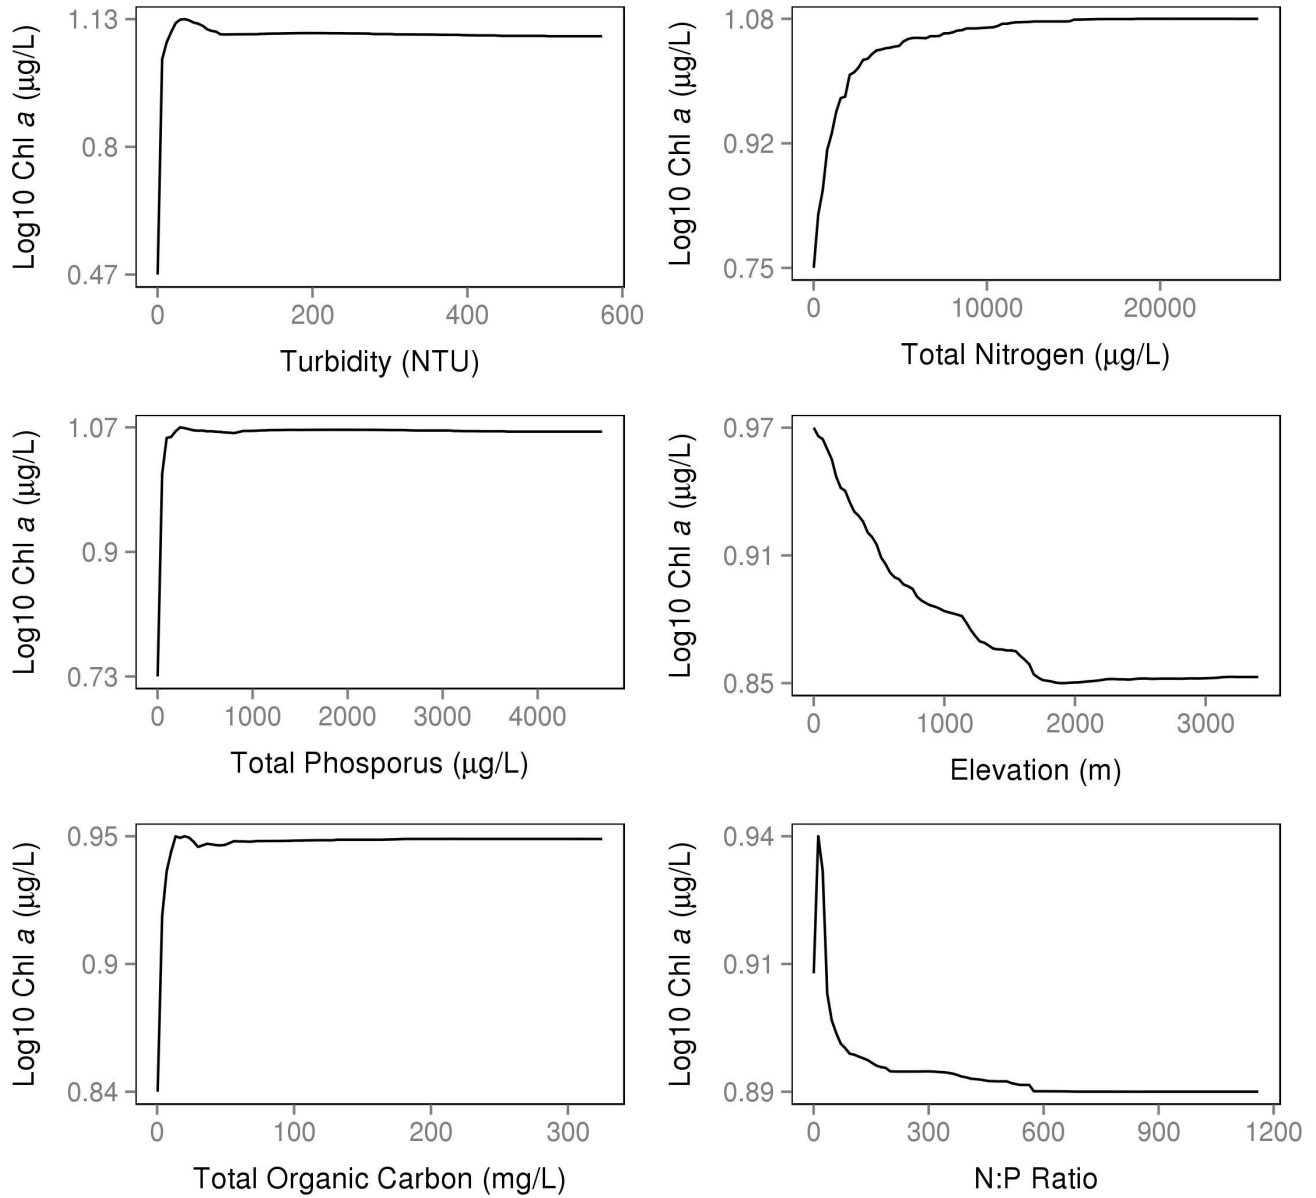 Log10 Chl a (μg/L)
1.13
0.8
0.47
0 200 400 600
Turbidity (NTU)
Log10 Chl a (μg/L)
1.08
0.92
0.75
0 10000 20000
Total Nitrogen (μg/L)
Log10 Chl a (μg/L)
1.07
0.9
0.73
0 1000 2000 3000 4000
Total Phosporus (μg/L)
Log10 Chl a (μg/L)
0.97
0.91
0.85
0 1000 2000 3000
Elevation (m)
Log10 Chl a (μg/L)
0.95
0.9
0.84
0 100 200 300
Total Organic Carbon (mg/L)
Log10 Chl a (μg/L)
0.94
0.91
0.89
0 300 600 900 1200
N:P Ratio